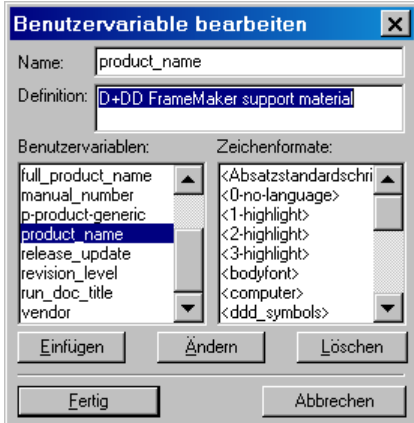 Benutzervariable bearbeiten
Name: product_name
Definition: D+DD FrameMaker support material
Benutzervariablen: Zeichenformate:
full_product_name <Absatzstandardschri
manual_number <0-no-language>
p-product-generic <1-highlight>
product_name <2-highlight>
release_update <3-highlight>
revision_level <bodyfont>
run_doc_title <computer>
vendor <ddd_symbols>
Einfügen Ändern Löschen
Fertig Abbrechen